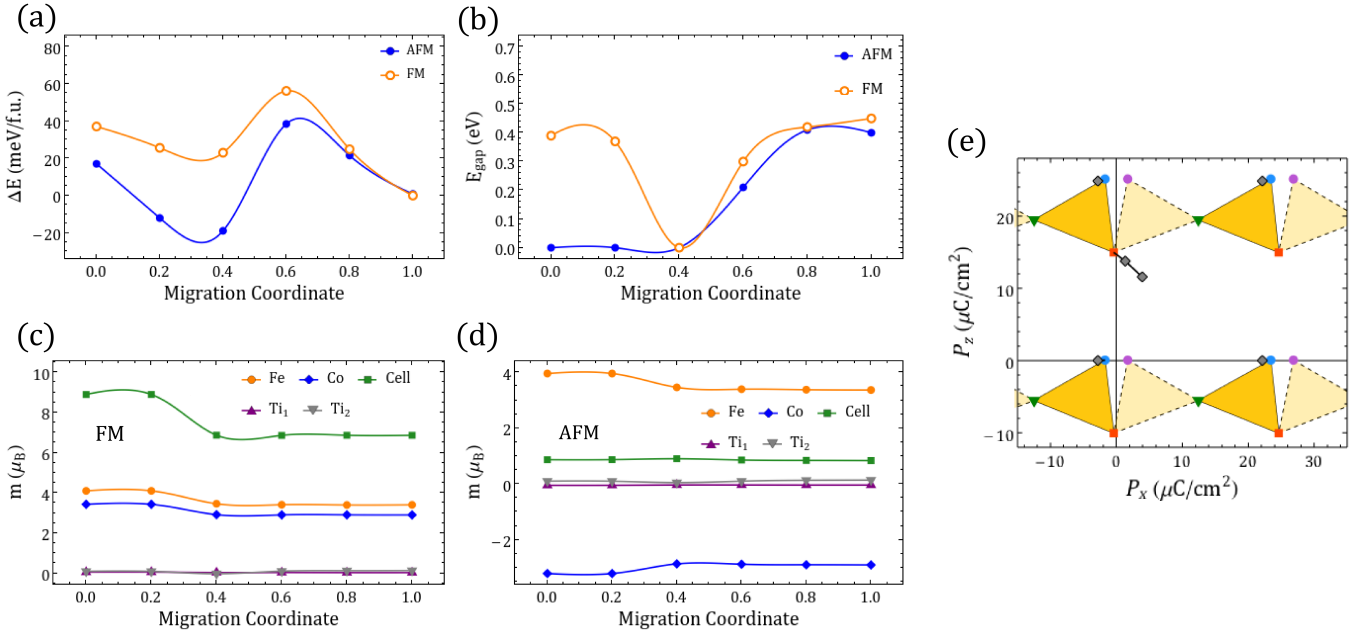 (a)
ΔE (meV/f.u.)
80
60
40
20
0
−20
AFM
FM
0.0 0.2 0.4 0.6 0.8 1.0
Migration Coordinate
(b)
E_gap (eV)
0.7
0.6
0.5
0.4
0.3
0.2
0.1
0.0
AFM
FM
0.0 0.2 0.4 0.6 0.8 1.0
Migration Coordinate
(c)
m (μ_B)
10
8
6
4
2
0
Fe Co Cell
Ti₁ Ti₂
FM
0.0 0.2 0.4 0.6 0.8 1.0
Migration Coordinate
(d)
m (μ_B)
4
2
0
−2
Fe Co Cell
Ti₁ Ti₂
AFM
0.0 0.2 0.4 0.6 0.8 1.0
Migration Coordinate
(e)
P_z (μC/cm²)
20
10
0
−10
−10 0 10 20 30
P_x (μC/cm²)